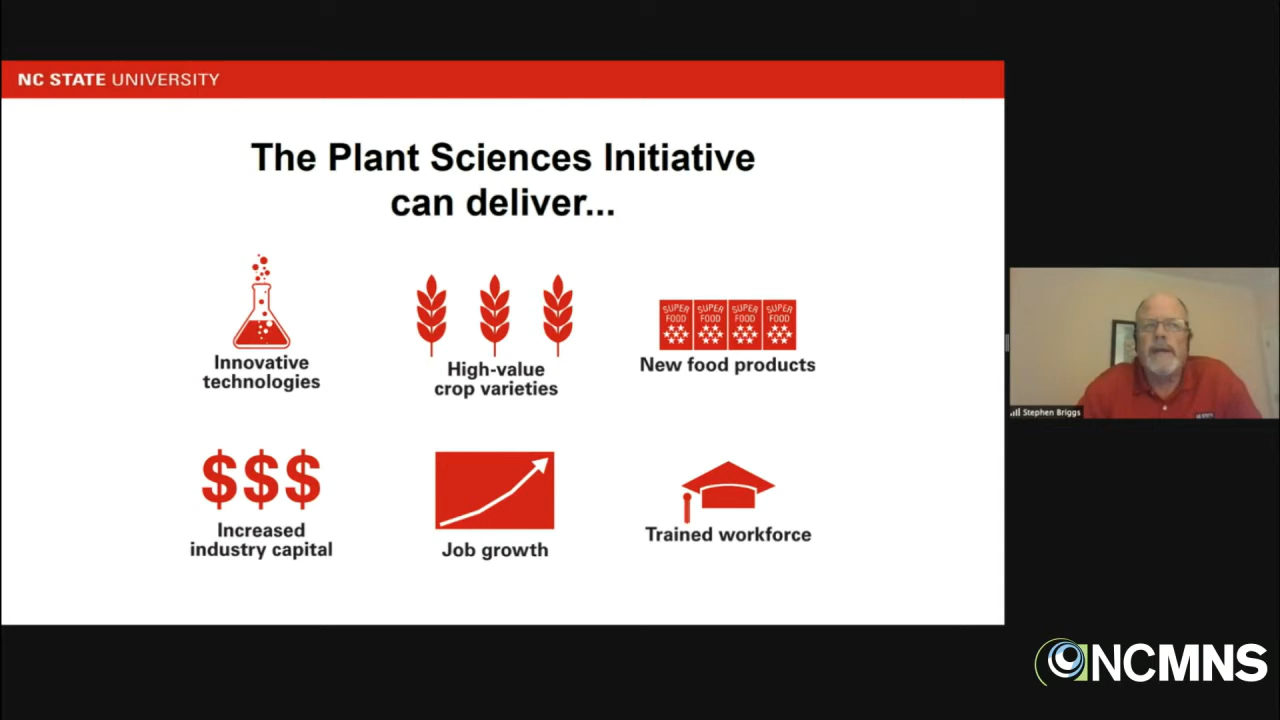 NC STATE UNIVERSITY
The Plant Sciences Initiative
can deliver...
SUPER FOOD SUPER FOOD SUPER FOOD SUPER FOOD
Innovative
technologies
High-value
crop varieties
New food products
$$$
Increased
industry capital
Job growth
Trained workforce
Stephen Briggs
NCMNS